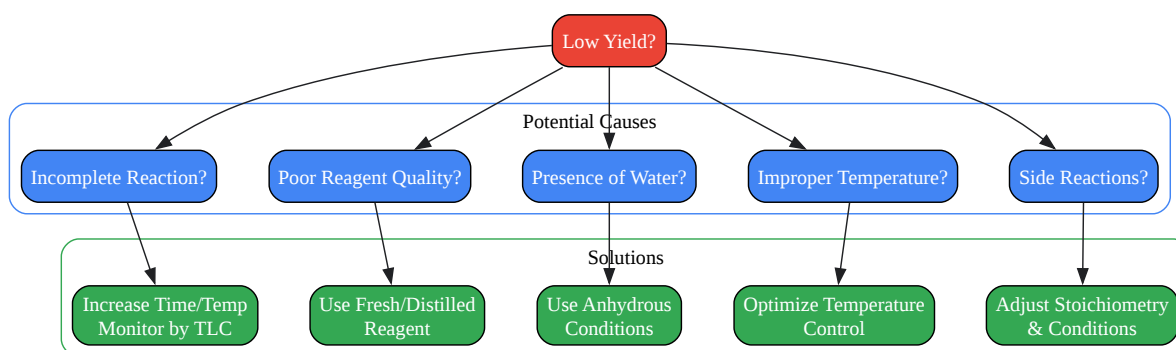 Low Yield?
Potential Causes
Incomplete Reaction?
Poor Reagent Quality?
Presence of Water?
Improper Temperature?
Side Reactions?
Solutions
Increase Time/Temp
Monitor by TLC
Use Fresh/Distilled
Reagent
Use Anhydrous
Conditions
Optimize Temperature
Control
Adjust Stoichiometry
& Conditions